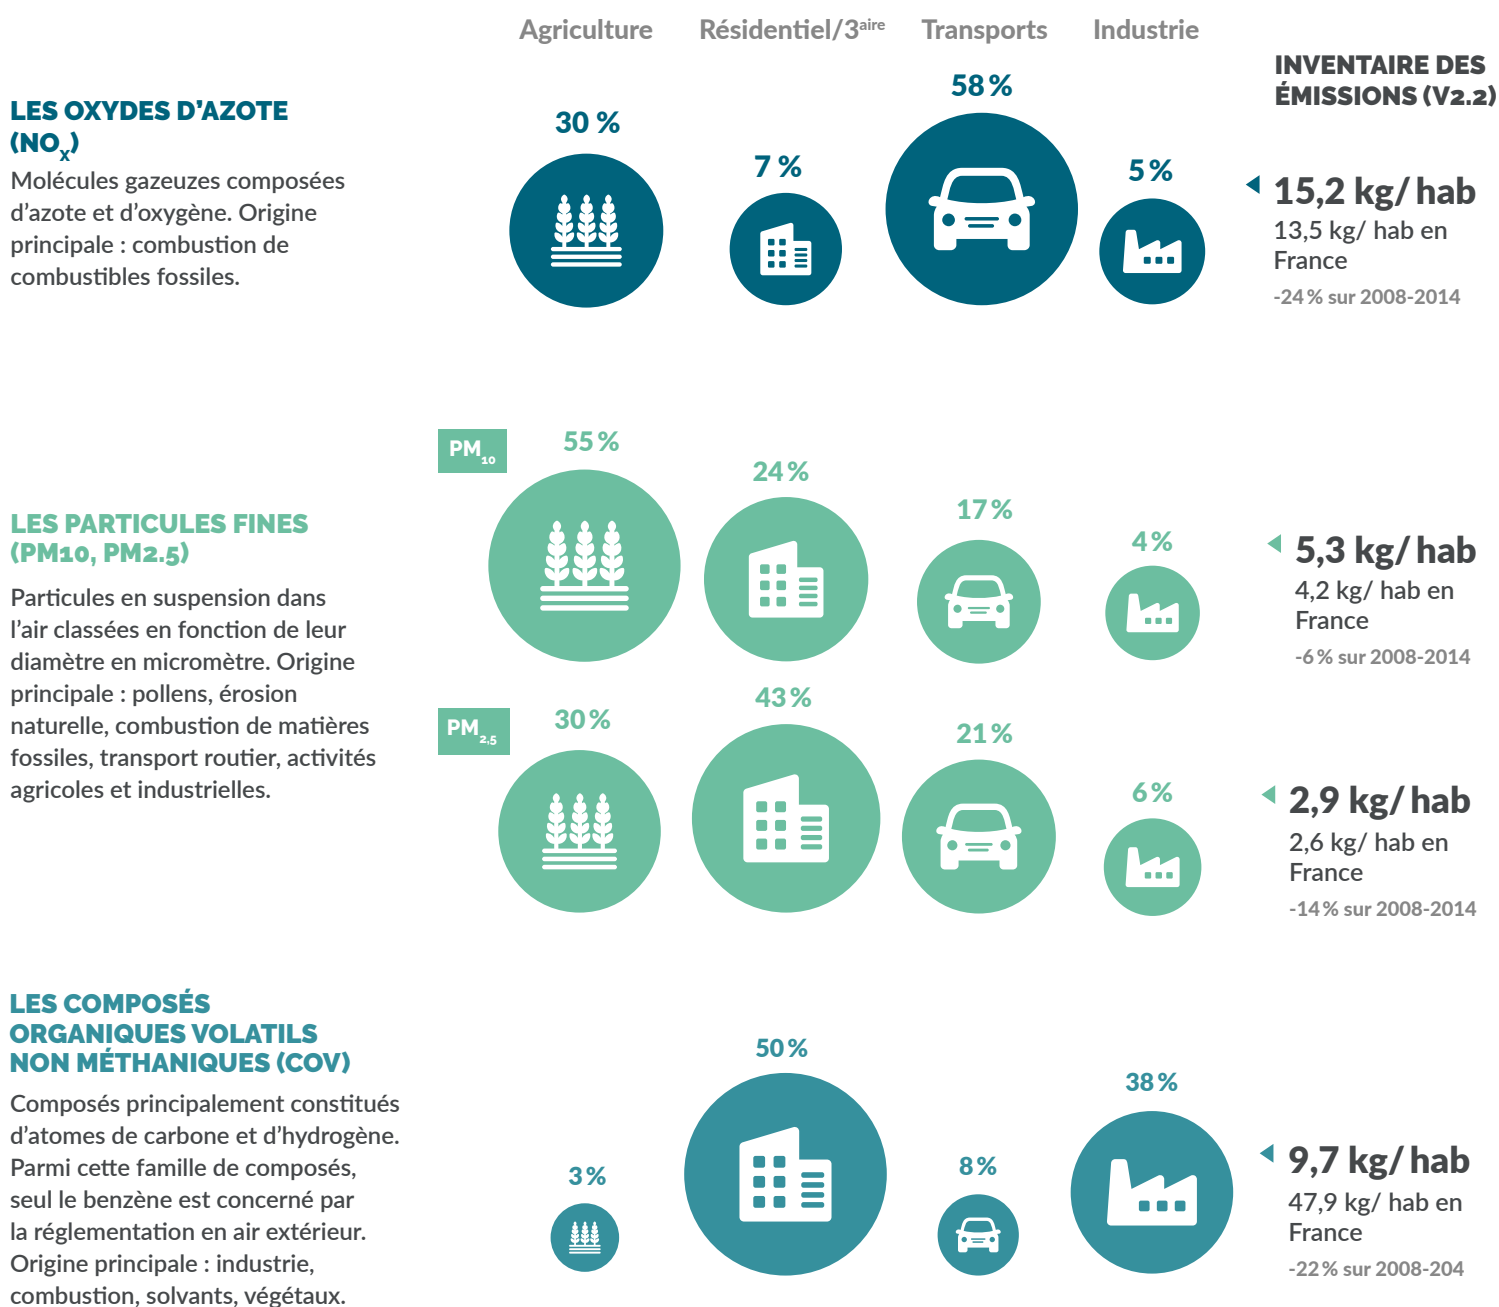 Agriculture
Résidentiel/3aire
Transports
Industrie
INVENTAIRE DES
ÉMISSIONS (V2.2)
LES OXYDES D'AZOTE
(NOX)
Molécules gazeuzes composées
d'azote et d'oxygène. Origine
principale : combustion de
combustibles fossiles.
30 %
7 %
58 %
5 %
15,2 kg/ hab
13,5 kg/ hab en
France
-24 % sur 2008-2014
LES PARTICULES FINES
(PM10, PM2.5)
Particules en suspension dans
l'air classées en fonction de leur
diamètre en micromètre. Origine
principale : pollens, érosion
naturelle, combustion de matières
fossiles, transport routier, activités
agricoles et industrielles.
PM10
55 %
24 %
17 %
4 %
5,3 kg/ hab
4,2 kg/ hab en
France
-6 % sur 2008-2014
PM2,5
30 %
43 %
21 %
6 %
2,9 kg/ hab
2,6 kg/ hab en
France
-14 % sur 2008-2014
LES COMPOSÉS
ORGANIQUES VOLATILS
NON MÉTHANIQUES (COV)
Composés principalement constitués
d'atomes de carbone et d'hydrogène.
Parmi cette famille de composés,
seul le benzène est concerné par
la réglementation en air extérieur.
Origine principale : industrie,
combustion, solvants, végétaux.
3 %
50 %
8 %
38 %
9,7 kg/ hab
47,9 kg/ hab en
France
-22 % sur 2008-204